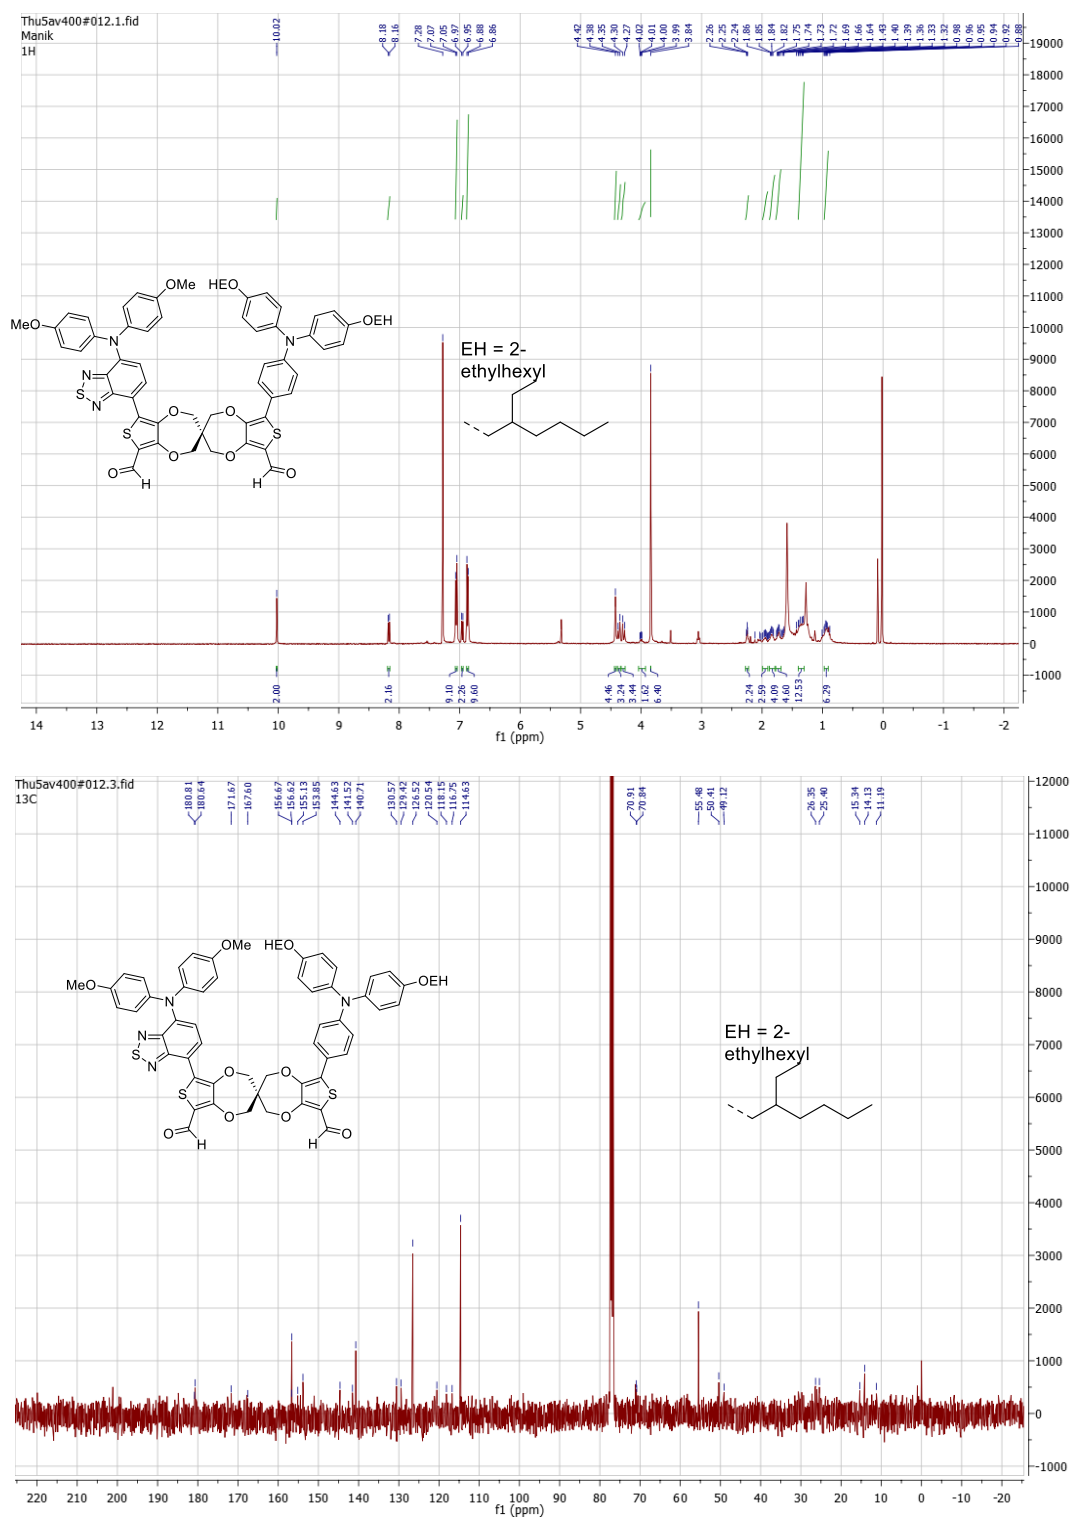 Thu5av400#012.1.fid
Manik
1H
10.02
8.18
8.16
7.28
7.07
7.05
6.97
6.95
6.88
6.86
4.42
4.38
4.35
4.30
4.27
4.02
4.01
4.00
3.99
3.84
2.26
2.25
2.24
1.86
1.85
1.84
1.82
1.75
1.74
1.73
1.72
1.69
1.66
1.64
1.43
1.40
1.39
1.36
1.33
1.32
0.98
0.96
0.95
0.94
0.92
0.88
19000
18000
17000
16000
15000
14000
13000
12000
11000
10000
9000
8000
7000
6000
5000
4000
3000
2000
1000
0
-1000
OMe
HEO
MeO
OEH
N
N
N
S
N
O
O
S
S
O
O
O
H
H
O
EH = 2-
ethylhexyl
2.00
2.16
9.10
2.26
9.60
4.46
3.24
3.44
1.62
6.40
2.24
2.59
4.09
4.60
12.53
6.29
14 13 12 11 10 9 8 7 6 5 4 3 2 1 0 -1 -2
f1 (ppm)
Thu5av400#012.3.fid
13C
180.81
180.64
171.67
167.60
156.67
156.62
155.13
153.85
144.63
141.52
140.71
130.57
129.42
126.52
120.54
118.15
116.75
114.63
70.91
70.84
55.48
50.41
49.12
26.35
25.40
15.34
14.13
11.19
12000
11000
10000
9000
8000
7000
6000
5000
4000
3000
2000
1000
0
-1000
OMe
HEO
MeO
OEH
N
N
N
S
N
O
O
S
S
O
O
O
H
H
O
EH = 2-
ethylhexyl
220 210 200 190 180 170 160 150 140 130 120 110 100 90 80 70 60 50 40 30 20 10 0 -10 -20
f1 (ppm)